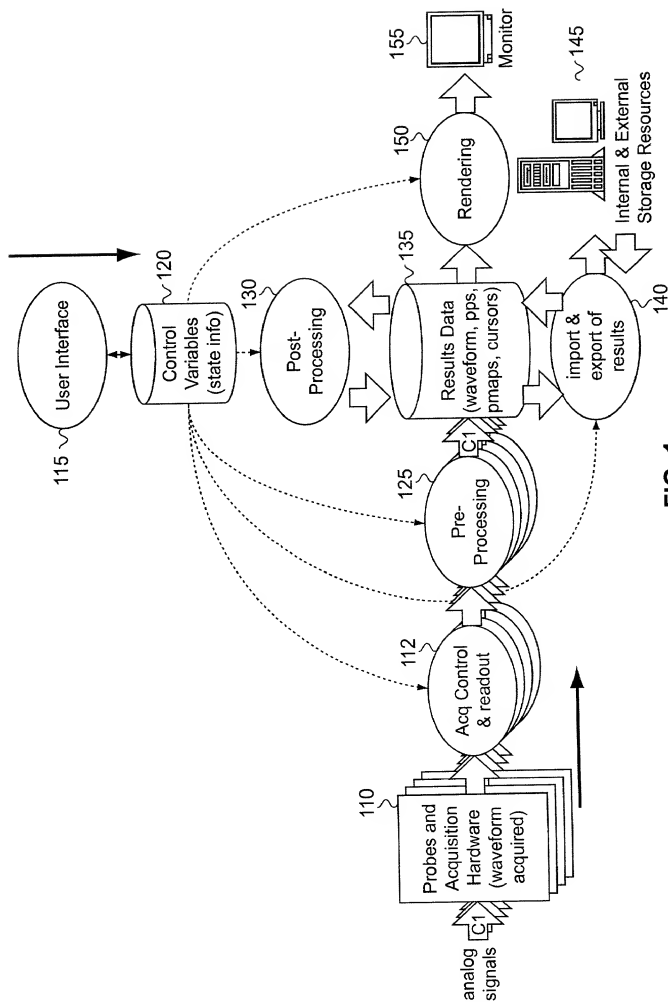 115
User Interface
120
Control
Variables
(state info)
130
Post-
Processing
150
Rendering
155
Monitor
analog
signals
C1
110
Probes and
Acquisition
Hardware
(waveform
acquired)
112
Acq Control
& readout
125
Pre-
Processing
C1
135
Results Data
(waveform, pps,
pmaps, cursors)
145
Internal & External
Storage Resources
import &
export of
results
140